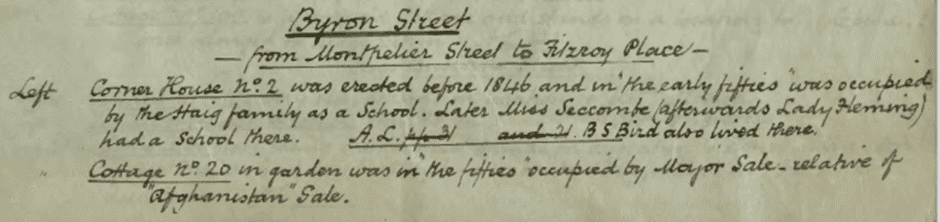 Byron Street
— from Montpelier Street to Fitzroy Place —
Left Corner House No. 2 was erected before 1846 and in "the early fifties" was occupied
by the Haig family as a School. Later Miss Seccombe (afterwards Lady Fleming)
had a School there. A.L. pp 31 and 21. B S Bird also lived there.
" Cottage No. 20 in garden was in "the fifties" occupied by Major Sale - relative of
"Afghanistan" Sale.